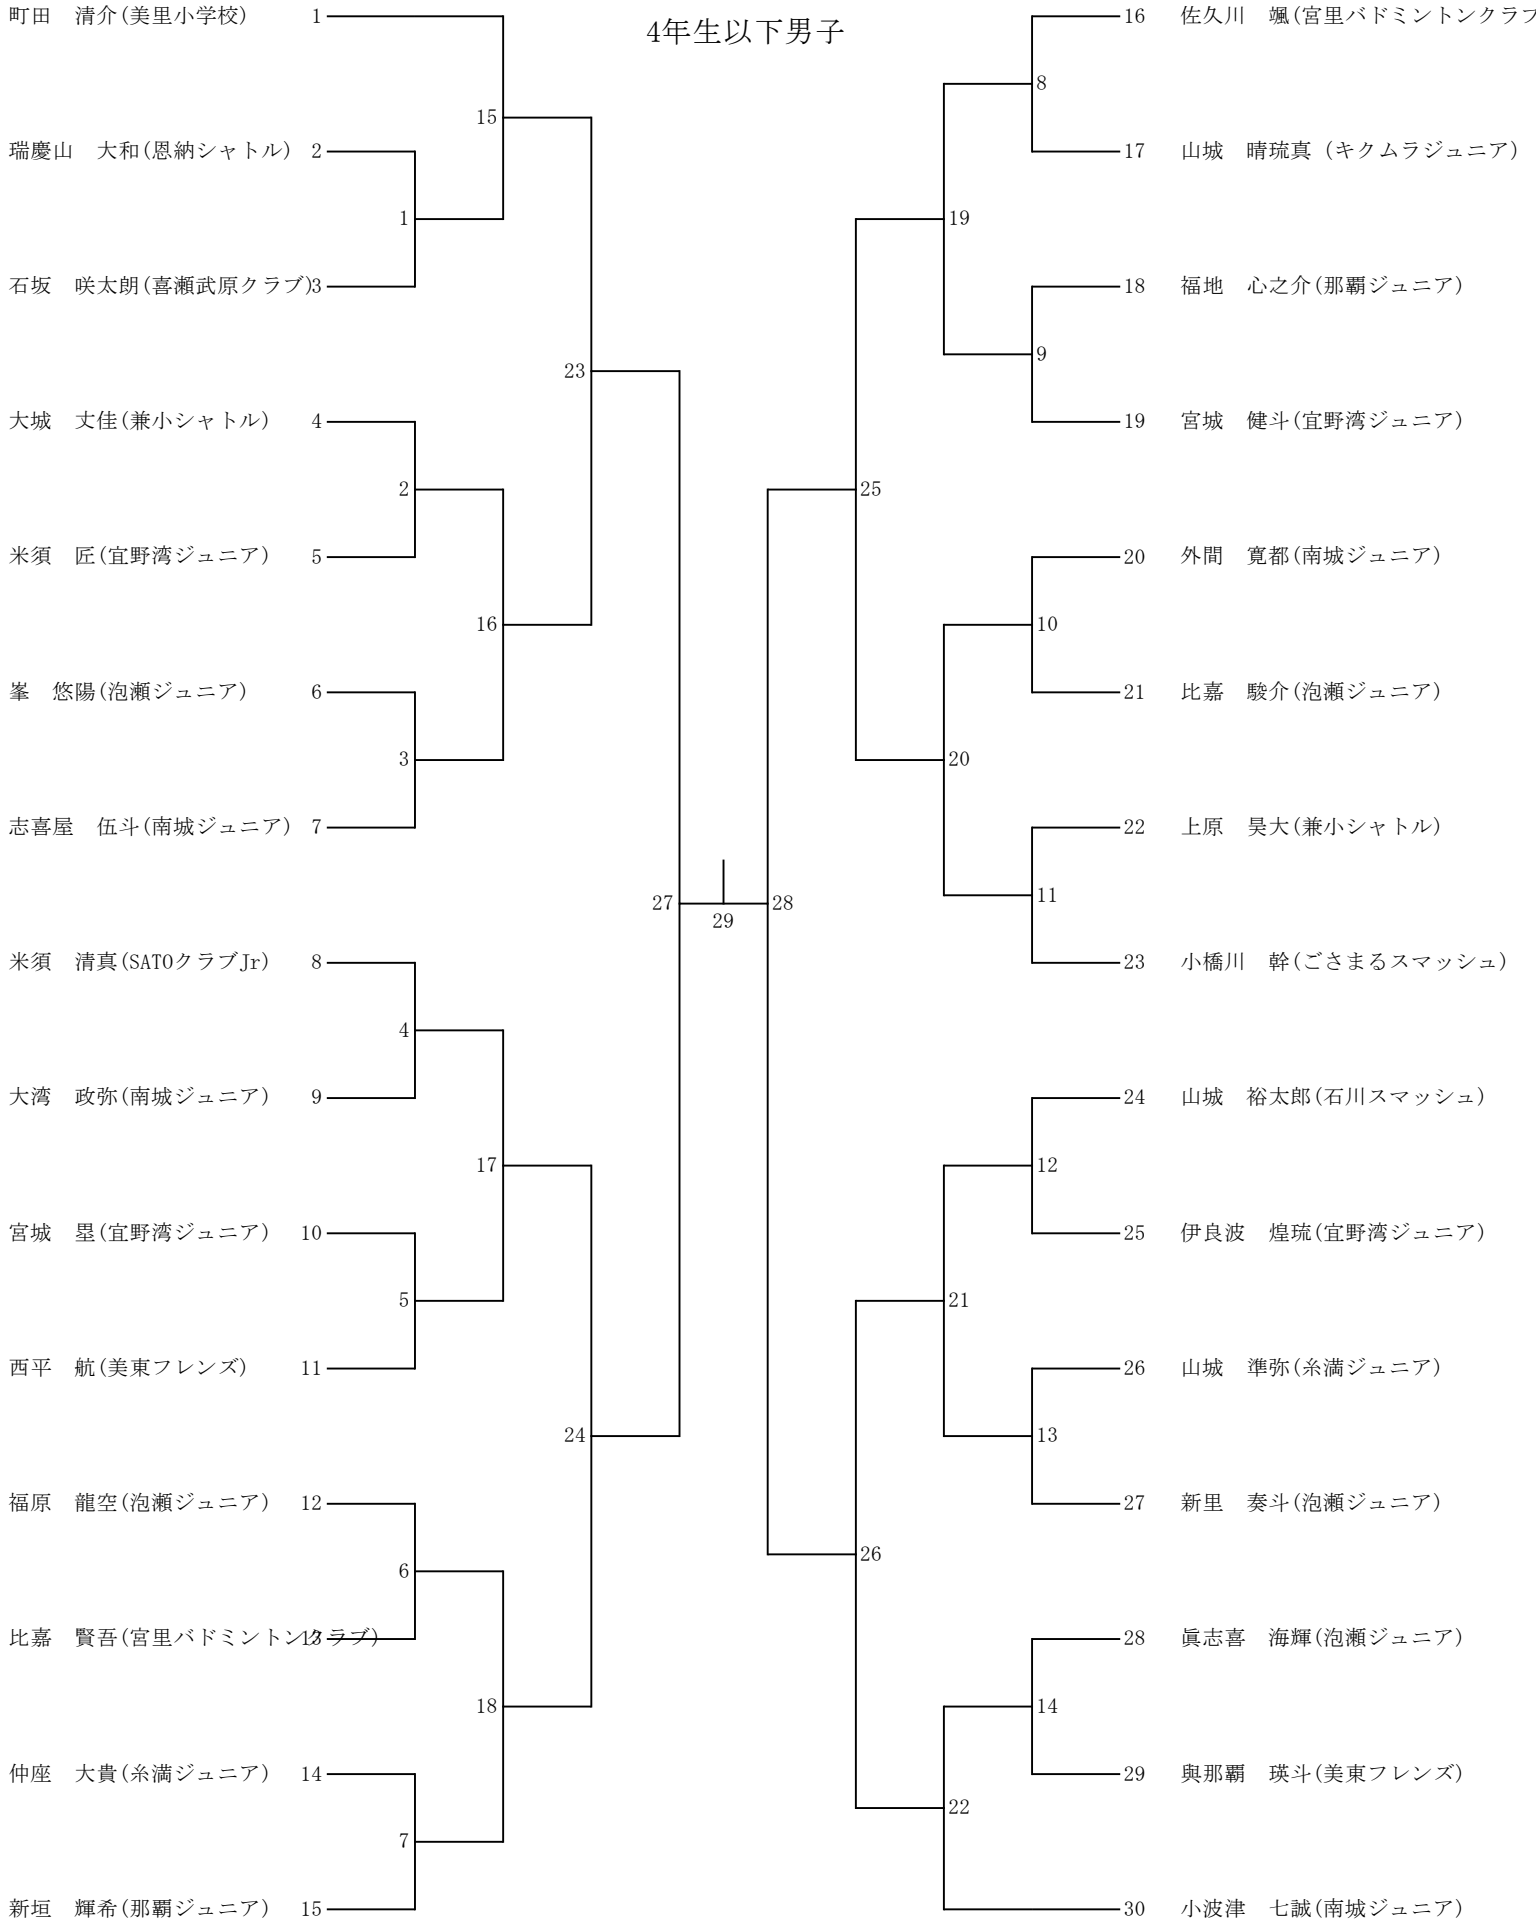 4年生以下男子
町田　清介(美里小学校) 1
15
瑞慶山　大和(恩納シャトル) 2
1
石坂　咲太朗(喜瀬武原クラブ)3
23
大城　丈佳(兼小シャトル) 4
2
米須　匠(宜野湾ジュニア) 5
16
峯　悠陽(泡瀬ジュニア) 6
3
志喜屋　伍斗(南城ジュニア) 7
27
29
28
米須　清真(SATOクラブJr) 8
4
大湾　政弥(南城ジュニア) 9
17
宮城　塁(宜野湾ジュニア) 10
5
西平　航(美東フレンズ) 11
24
福原　龍空(泡瀬ジュニア) 12
6
比嘉　賢吾(宮里バドミントンクラブ) 13
18
仲座　大貴(糸満ジュニア) 14
7
新垣　輝希(那覇ジュニア) 15
16 佐久川　颯(宮里バドミントンクラブ
8
17 山城　晴琉真 (キクムラジュニア)
19
18 福地　心之介(那覇ジュニア)
9
19 宮城　健斗(宜野湾ジュニア)
25
20 外間　寛都(南城ジュニア)
10
21 比嘉　駿介(泡瀬ジュニア)
20
22 上原　昊大(兼小シャトル)
11
23 小橋川　幹(ごさまるスマッシュ)
24 山城　裕太郎(石川スマッシュ)
12
25 伊良波　煌琉(宜野湾ジュニア)
21
26 山城　準弥(糸満ジュニア)
13
27 新里　奏斗(泡瀬ジュニア)
26
28 眞志喜　海輝(泡瀬ジュニア)
14
29 與那覇　瑛斗(美東フレンズ)
22
30 小波津　七誠(南城ジュニア)